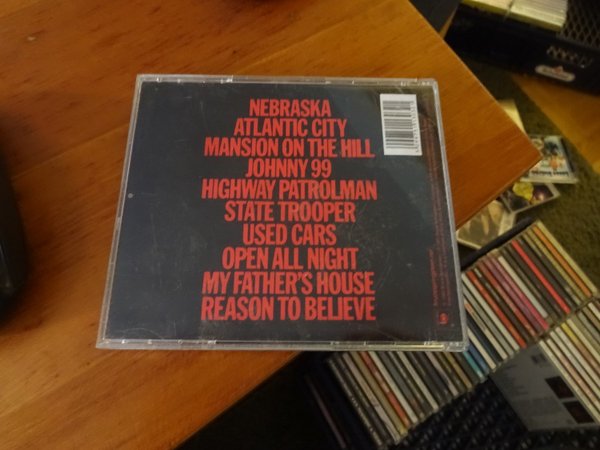 NEBRASKA
ATLANTIC CITY
MANSION ON THE HILL
JOHNNY 99
HIGHWAY PATROLMAN
STATE TROOPER
USED CARS
OPEN ALL NIGHT
MY FATHER'S HOUSE
REASON TO BELIEVE